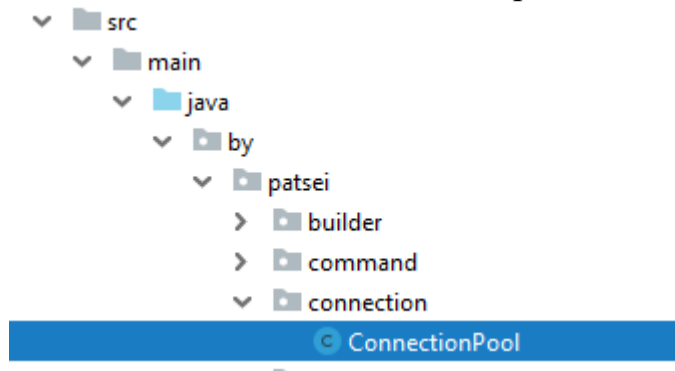 src
main
java
by
patsei
builder
command
connection
C ConnectionPool